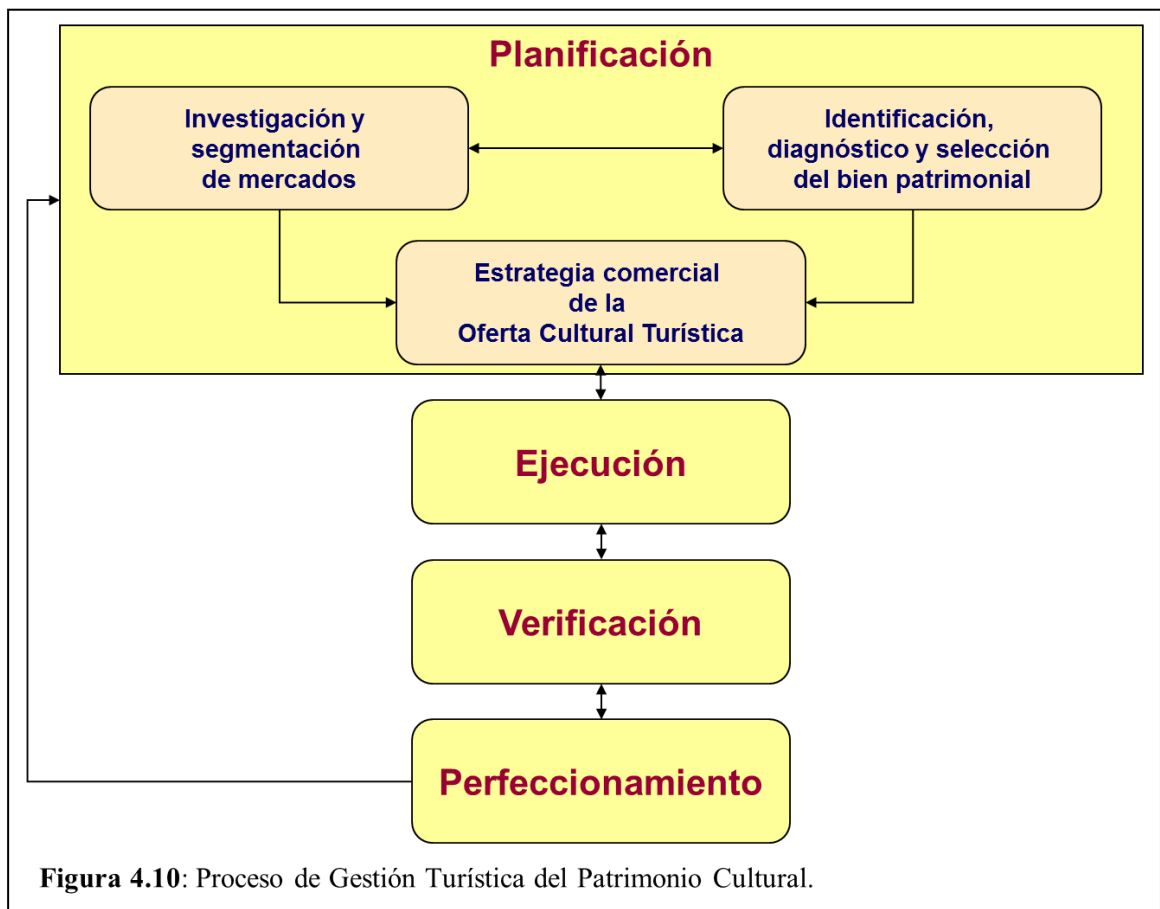 Planificación
Investigación y
segmentación
de mercados
Identificación,
diagnóstico y selección
del bien patrimonial
Estrategia comercial
de la
Oferta Cultural Turística
Ejecución
Verificación
Perfeccionamiento
Figura 4.10: Proceso de Gestión Turística del Patrimonio Cultural.